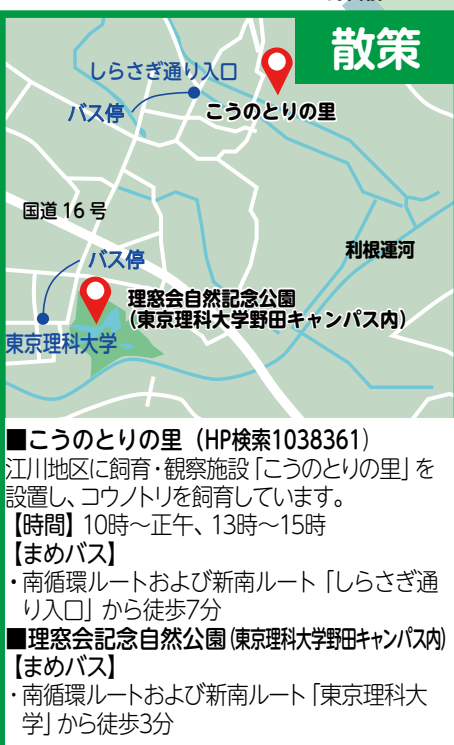 散策
しらさぎ通り入口
バス停
こうのとりの里
国道16号
利根運河
バス停
理窓会自然記念公園
(東京理科大学野田キャンパス内)
東京理科大学
■こうのとりの里（HP検索1038361）
江川地区に飼育・観察施設「こうのとりの里」を
設置し、コウノトリを飼育しています。
【時間】10時～正午、13時～15時
【まめバス】
・南循環ルートおよび新南ルート「しらさぎ通
り入口」から徒歩7分
■理窓会記念自然公園(東京理科大学野田キャンパス内)
【まめバス】
・南循環ルートおよび新南ルート「東京理科大
学」から徒歩3分